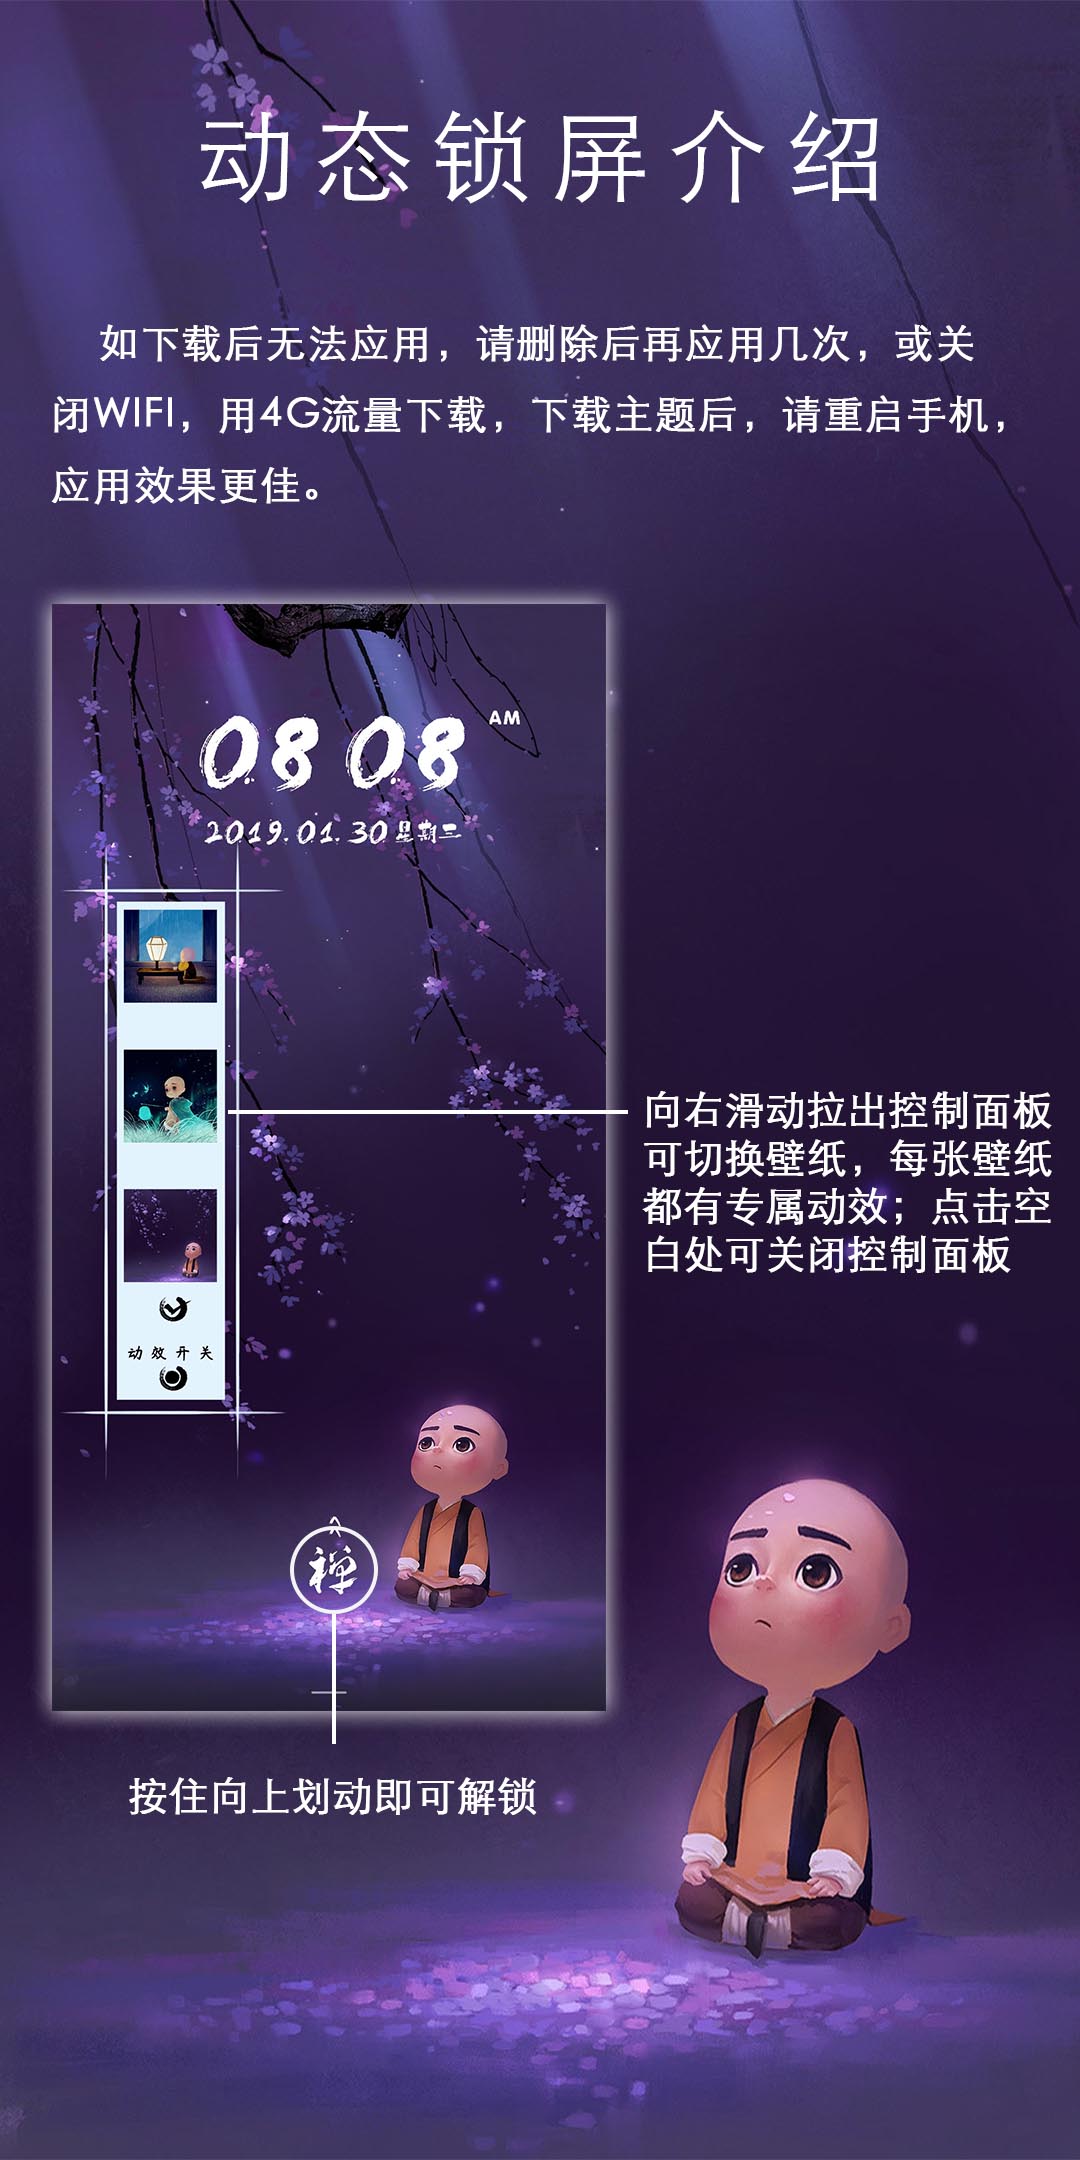 动态锁屏介绍
如下载后无法应用，请删除后再应用几次，或关
闭WIFI，用4G流量下载，下载主题后，请重启手机，
应用效果更佳。
08 08 AM
2019.01.30 星期三
向右滑动拉出控制面板
可切换壁纸，每张壁纸
都有专属动效；点击空
白处可关闭控制面板
动效开关
禅
按住向上划动即可解锁